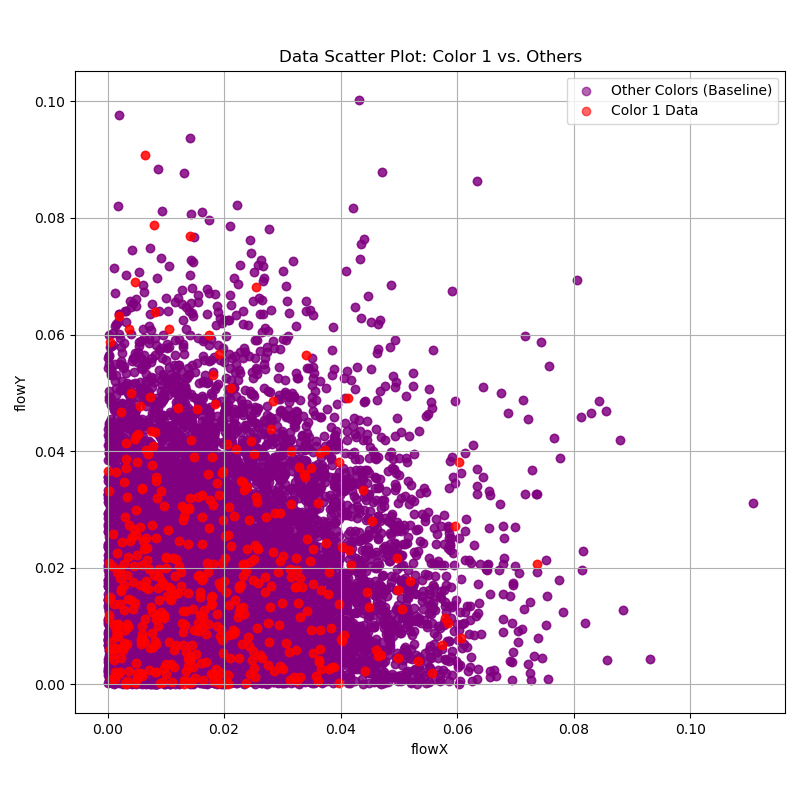 Data Scatter Plot: Color 1 vs. Others
Other Colors (Baseline)
Color 1 Data
flowY
0.10
0.08
0.06
0.04
0.02
0.00
0.00 0.02 0.04 0.06 0.08 0.10
flowX